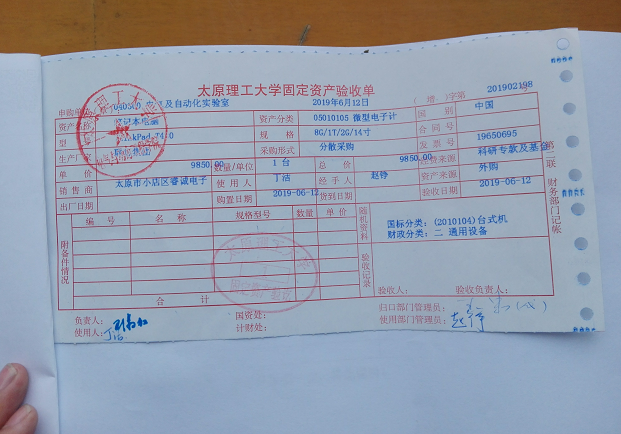 太原理工大学固定资产验收单
申购单位: 及自动化实验室 2019年6月12日 (增)字第 201902198 号
资产名称 笔记本电脑 资产分类 05010105 微型电子计 国别 中国
型 kPad T470 规格 8G/1T/2G/14寸 合同号
生产厂家 采购形式 分散采购 发票号 19650695
单价 9850.00 数量/单位 1 台 总价 9850.00 经费来源 科研专款及基金
销售商 太原市小店区睿诚电子 使用人 丁洁 经手人 赵铮 资产来源 外购
出厂日期 购置日期 2019-06-12 到货日期 验收日期 2019-06-12
附备件情况 编号 名称 规格型号 数量 单价 随机资料 国标分类: (2010104)台式机
财政分类: 二 通用设备
验收记录
合计 验收人: 验收负责人:
第二联 财务部门记帐
负责人: 国资处: 归口部门管理员:
使用人: 丁洁 计财处: 使用部门管理员: 赵铮